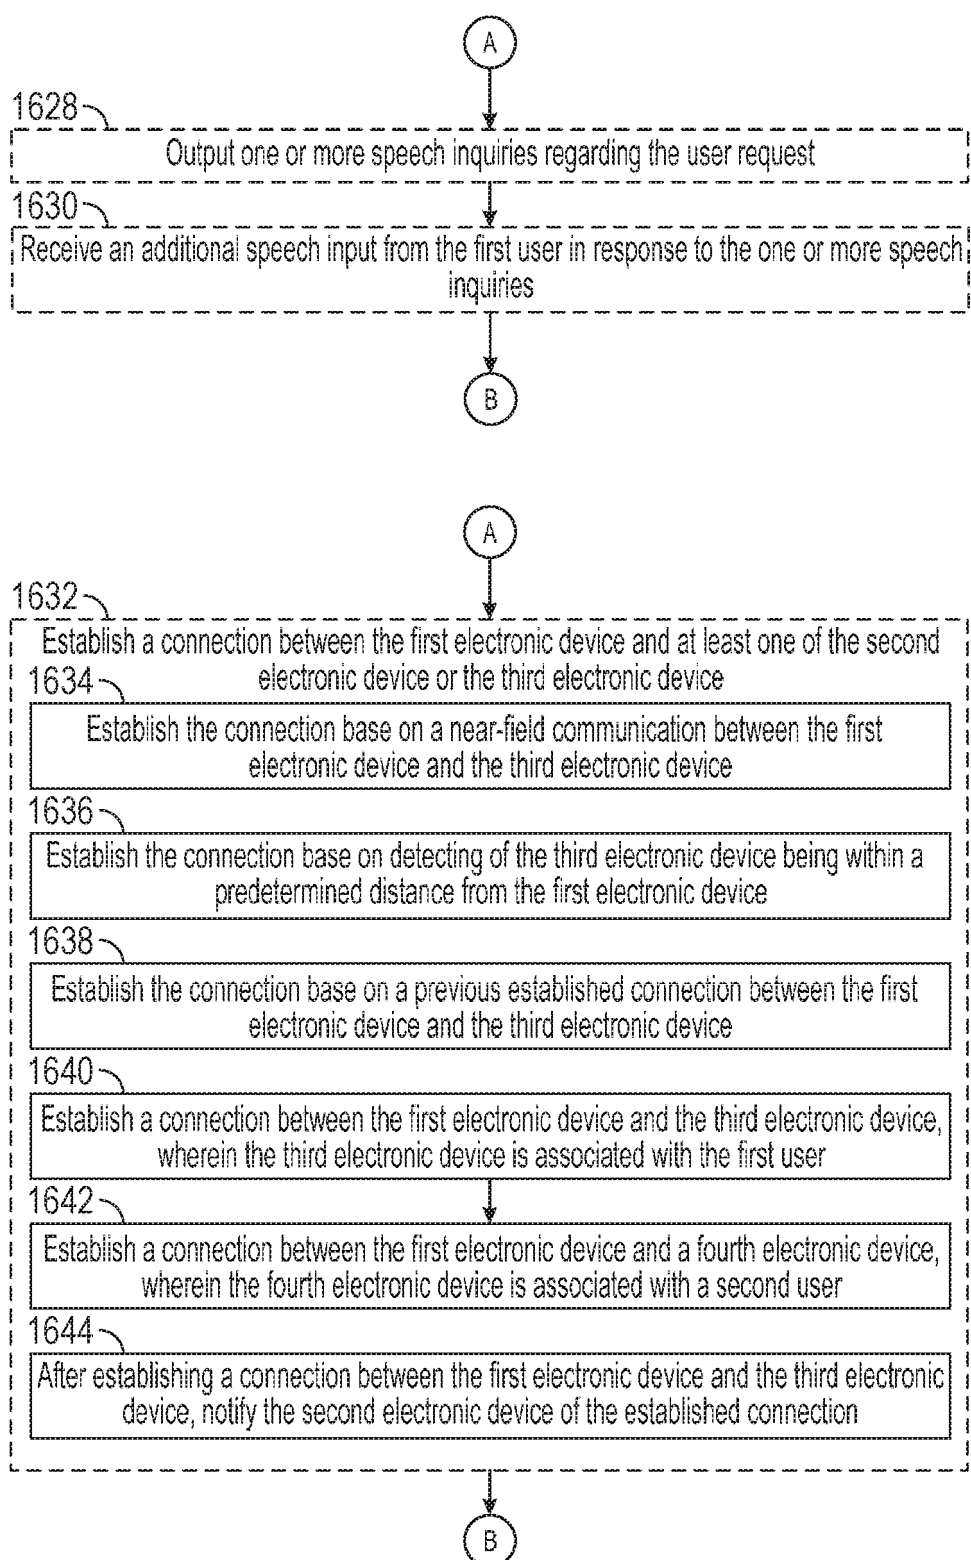 A
1628
Output one or more speech inquiries regarding the user request
1630
Receive an additional speech input from the first user in response to the one or more speech
inquiries
B
A
1632
Establish a connection between the first electronic device and at least one of the second
electronic device or the third electronic device
1634
Establish the connection base on a near-field communication between the first
electronic device and the third electronic device
1636
Establish the connection base on detecting of the third electronic device being within a
predetermined distance from the first electronic device
1638
Establish the connection base on a previous established connection between the first
electronic device and the third electronic device
1640
Establish a connection between the first electronic device and the third electronic device,
wherein the third electronic device is associated with the first user
1642
Establish a connection between the first electronic device and a fourth electronic device,
wherein the fourth electronic device is associated with a second user
1644
After establishing a connection between the first electronic device and the third electronic
device, notify the second electronic device of the established connection
B